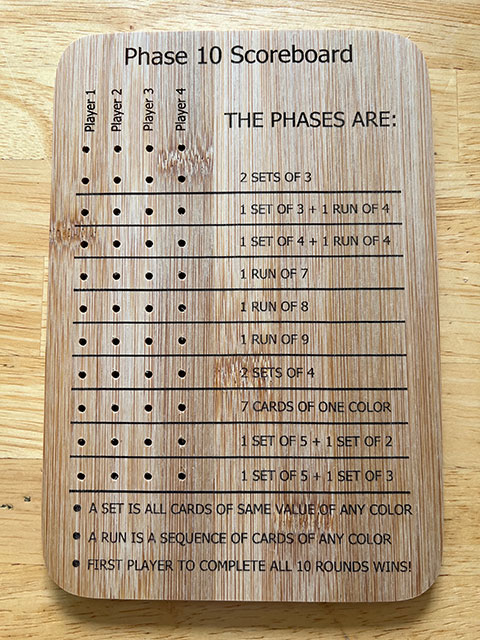 Phase 10 Scoreboard
Player 1
Player 2
Player 3
Player 4
THE PHASES ARE:
2 SETS OF 3
1 SET OF 3 + 1 RUN OF 4
1 SET OF 4 + 1 RUN OF 4
1 RUN OF 7
1 RUN OF 8
1 RUN OF 9
2 SETS OF 4
7 CARDS OF ONE COLOR
1 SET OF 5 + 1 SET OF 2
1 SET OF 5 + 1 SET OF 3
A SET IS ALL CARDS OF SAME VALUE OF ANY COLOR
A RUN IS A SEQUENCE OF CARDS OF ANY COLOR
FIRST PLAYER TO COMPLETE ALL 10 ROUNDS WINS!